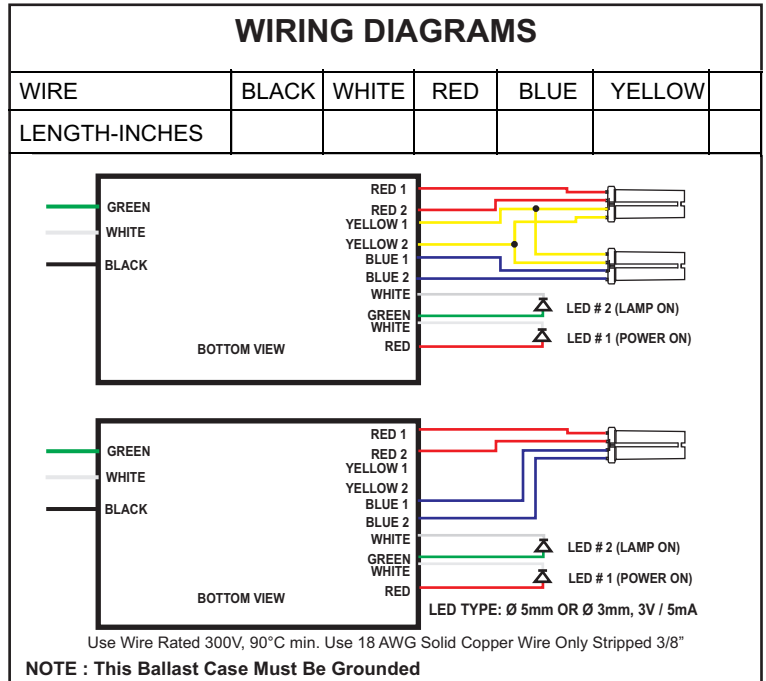 WIRING DIAGRAMS
WIRE BLACK WHITE RED BLUE YELLOW
LENGTH-INCHES
GREEN
WHITE
BLACK
BOTTOM VIEW
RED 1
RED 2
YELLOW 1
YELLOW 2
BLUE 1
BLUE 2
WHITE
GREEN
WHITE
RED
LED # 2 (LAMP ON)
LED # 1 (POWER ON)
GREEN
WHITE
BLACK
BOTTOM VIEW
RED 1
RED 2
YELLOW 1
YELLOW 2
BLUE 1
BLUE 2
WHITE
GREEN
WHITE
RED
LED # 2 (LAMP ON)
LED # 1 (POWER ON)
LED TYPE: Ø 5mm OR Ø 3mm, 3V / 5mA
Use Wire Rated 300V, 90°C min. Use 18 AWG Solid Copper Wire Only Stripped 3/8”
NOTE : This Ballast Case Must Be Grounded